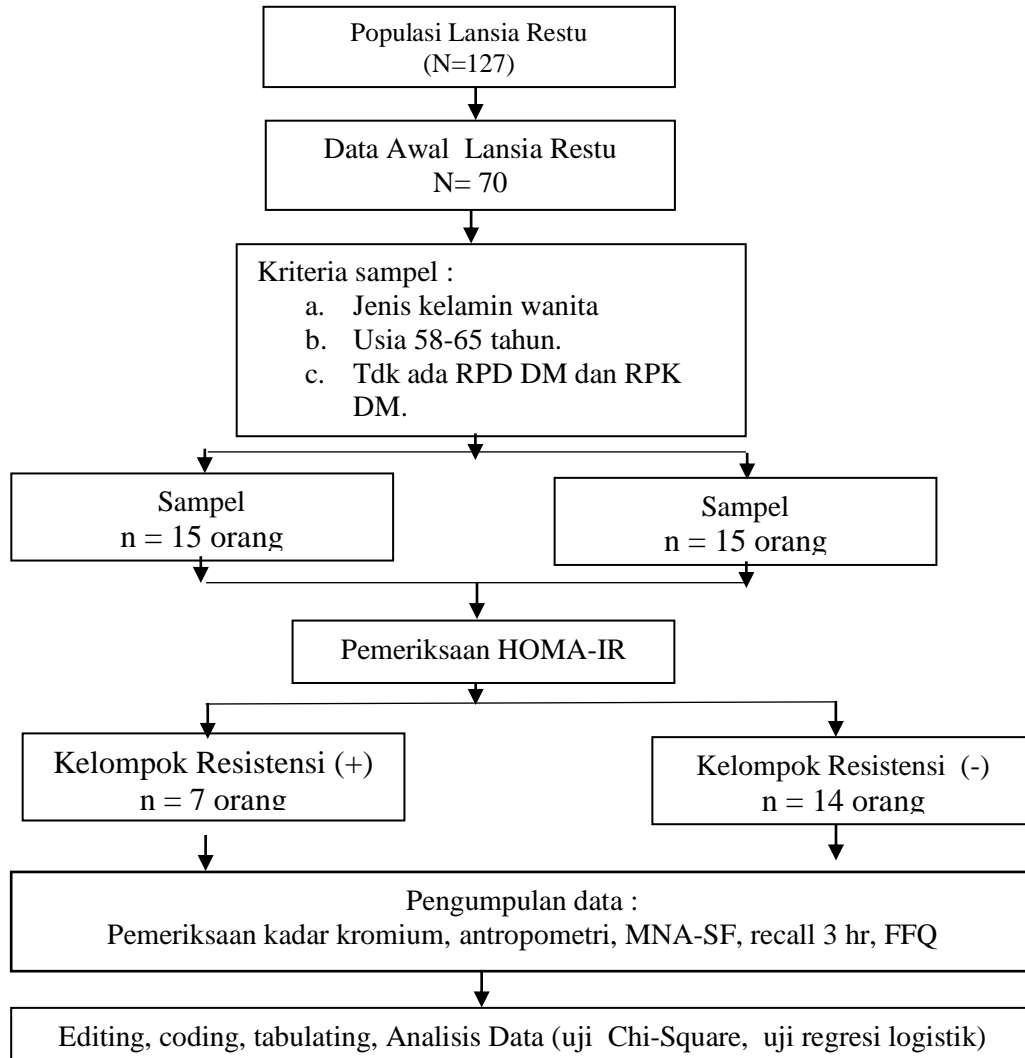 Populasi Lansia Restu
(N=127)
Data Awal Lansia Restu
N= 70
Kriteria sampel :
a. Jenis kelamin wanita
b. Usia 58-65 tahun.
c. Tdk ada RPD DM dan RPK
DM.
Sampel
n = 15 orang
Sampel
n = 15 orang
Pemeriksaan HOMA-IR
Kelompok Resistensi (+)
n = 7 orang
Kelompok Resistensi (-)
n = 14 orang
Pengumpulan data :
Pemeriksaan kadar kromium, antropometri, MNA-SF, recall 3 hr, FFQ
Editing, coding, tabulating, Analisis Data (uji Chi-Square, uji regresi logistik)